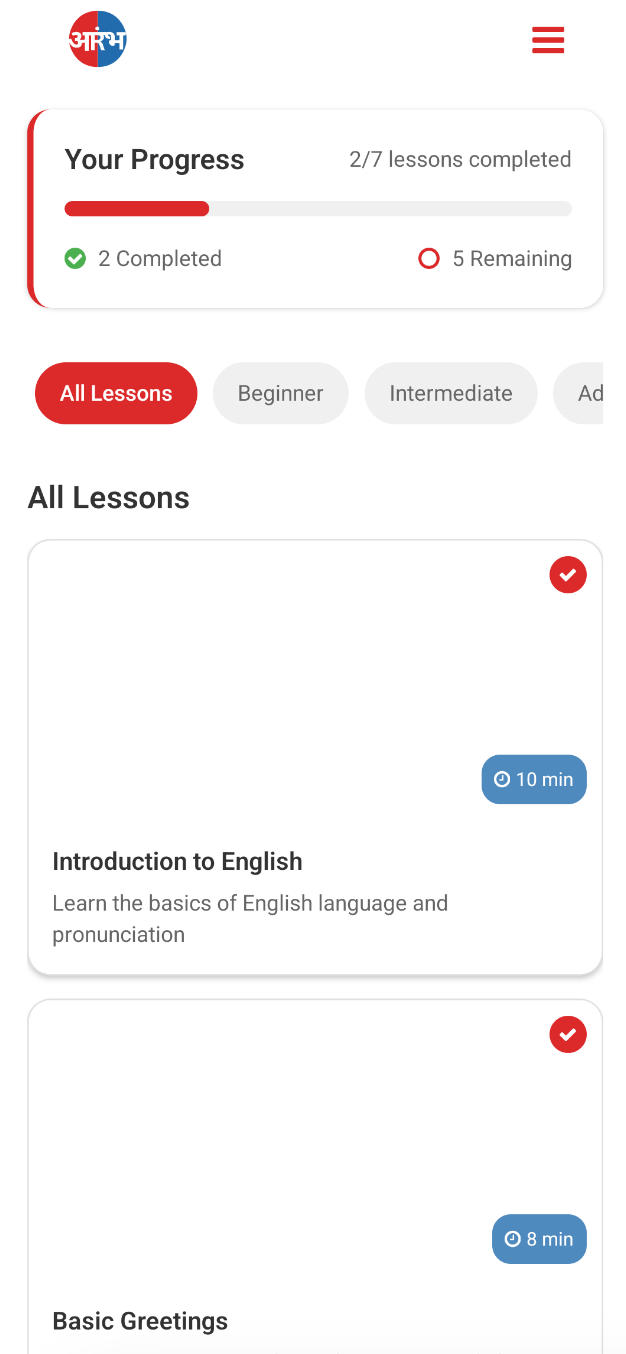 आरंभ
Your Progress
2/7 lessons completed
2 Completed
5 Remaining
All Lessons
Beginner
Intermediate
Ad
All Lessons
10 min
Introduction to English
Learn the basics of English language and
pronunciation
8 min
Basic Greetings